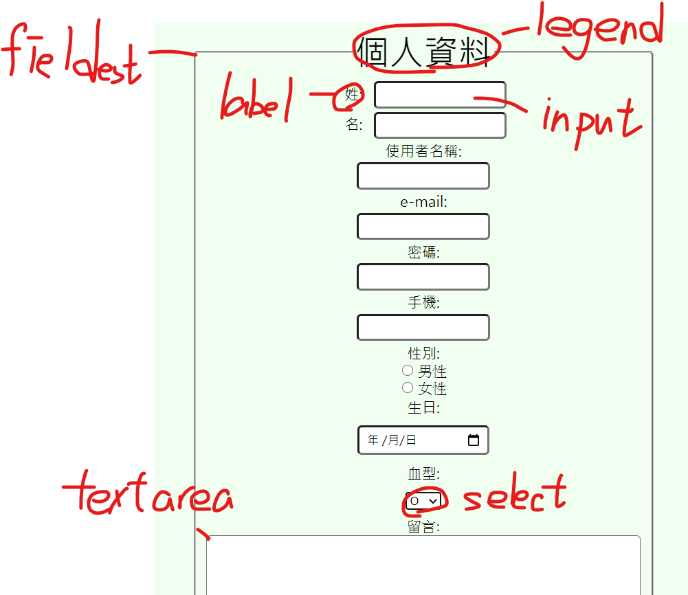 legend
個人資料
fieldest
label
姓:
input
名:
使用者名稱:
e-mail:
密碼:
手機:
性別:
男性
女性
生日:
年/月/日
血型:
textarea
O
select
留言: